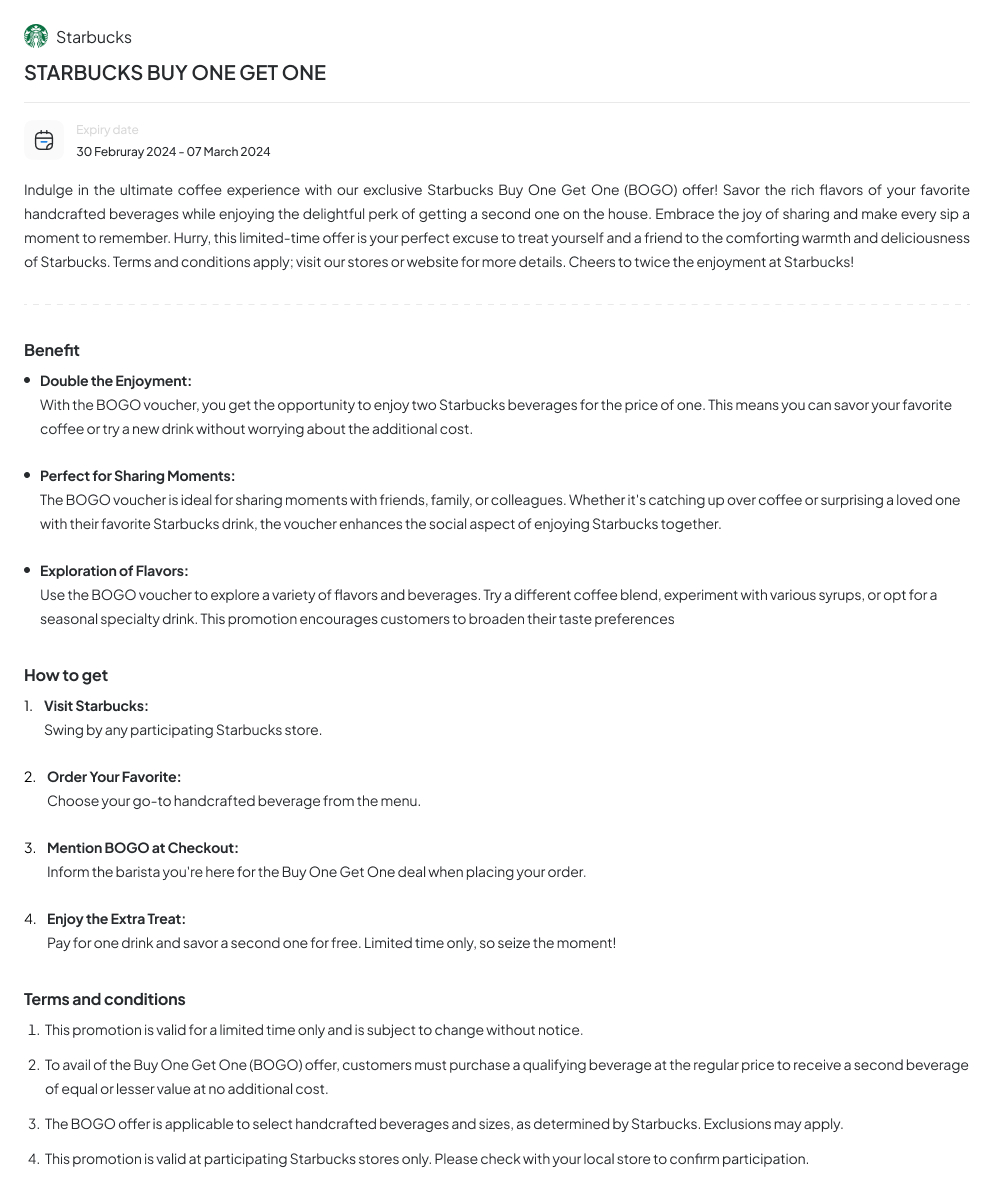 Starbucks
STARBUCKS BUY ONE GET ONE
Expiry date
30 Februray 2024 - 07 March 2024
Indulge in the ultimate coffee experience with our exclusive Starbucks Buy One Get One (BOGO) offer! Savor the rich flavors of your favorite
handcrafted beverages while enjoying the delightful perk of getting a second one on the house. Embrace the joy of sharing and make every sip a
moment to remember. Hurry, this limited-time offer is your perfect excuse to treat yourself and a friend to the comforting warmth and deliciousness
of Starbucks. Terms and conditions apply; visit our stores or website for more details. Cheers to twice the enjoyment at Starbucks!
Benefit
• Double the Enjoyment:
With the BOGO voucher, you get the opportunity to enjoy two Starbucks beverages for the price of one. This means you can savor your favorite
coffee or try a new drink without worrying about the additional cost.
• Perfect for Sharing Moments:
The BOGO voucher is ideal for sharing moments with friends, family, or colleagues. Whether it's catching up over coffee or surprising a loved one
with their favorite Starbucks drink, the voucher enhances the social aspect of enjoying Starbucks together.
• Exploration of Flavors:
Use the BOGO voucher to explore a variety of flavors and beverages. Try a different coffee blend, experiment with various syrups, or opt for a
seasonal specialty drink. This promotion encourages customers to broaden their taste preferences
How to get
1. Visit Starbucks:
Swing by any participating Starbucks store.
2. Order Your Favorite:
Choose your go-to handcrafted beverage from the menu.
3. Mention BOGO at Checkout:
Inform the barista you're here for the Buy One Get One deal when placing your order.
4. Enjoy the Extra Treat:
Pay for one drink and savor a second one for free. Limited time only, so seize the moment!
Terms and conditions
1. This promotion is valid for a limited time only and is subject to change without notice.
2. To avail of the Buy One Get One (BOGO) offer, customers must purchase a qualifying beverage at the regular price to receive a second beverage
of equal or lesser value at no additional cost.
3. The BOGO offer is applicable to select handcrafted beverages and sizes, as determined by Starbucks. Exclusions may apply.
4. This promotion is valid at participating Starbucks stores only. Please check with your local store to confirm participation.